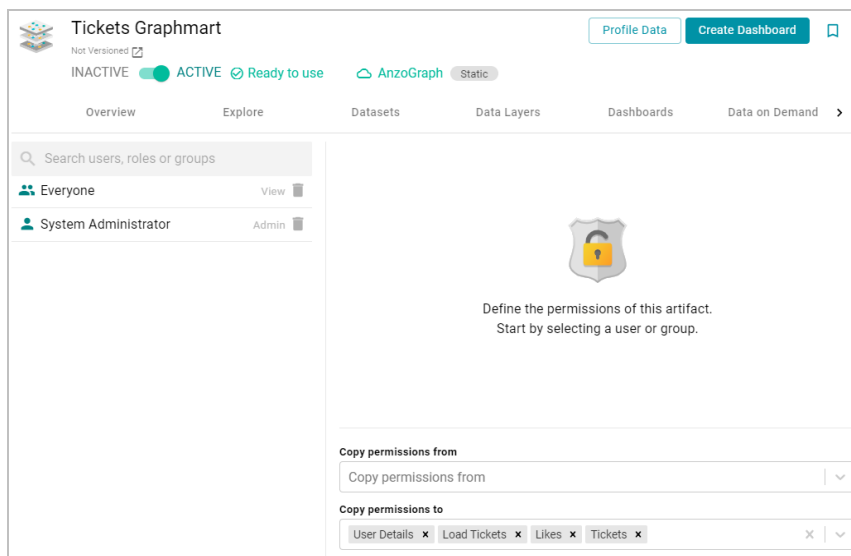 Tickets Graphmart
Profile Data
Create Dashboard
Not Versioned
INACTIVE ACTIVE Ready to use AnzoGraph Static
Overview Explore Datasets Data Layers Dashboards Data on Demand
Search users, roles or groups
Everyone View
System Administrator Admin
Define the permissions of this artifact.
Start by selecting a user or group.
Copy permissions from
Copy permissions from
Copy permissions to
User Details × Load Tickets × Likes × Tickets ×